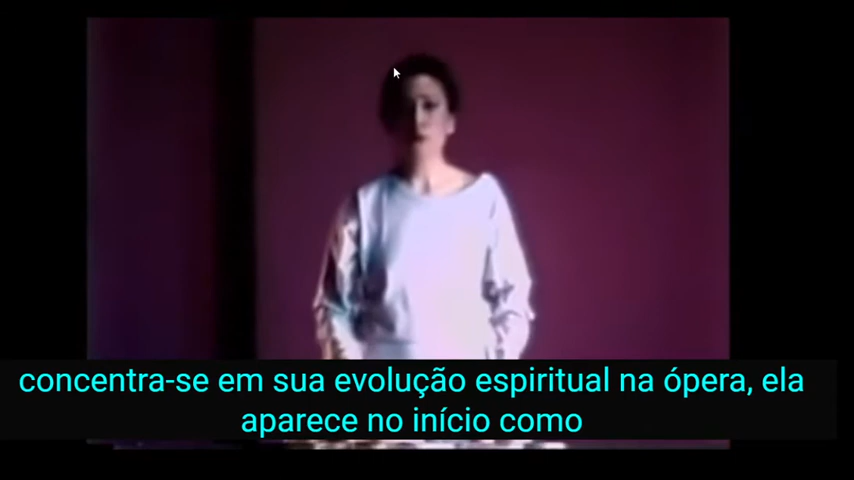 concentra-se em sua evolução espiritual na ópera, ela
aparece no início como